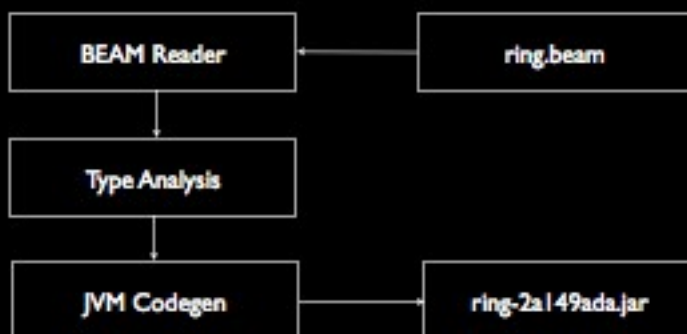 BEAM Reader
ring.beam
Type Analysis
JVM Codegen
ring-2a149ada.jar